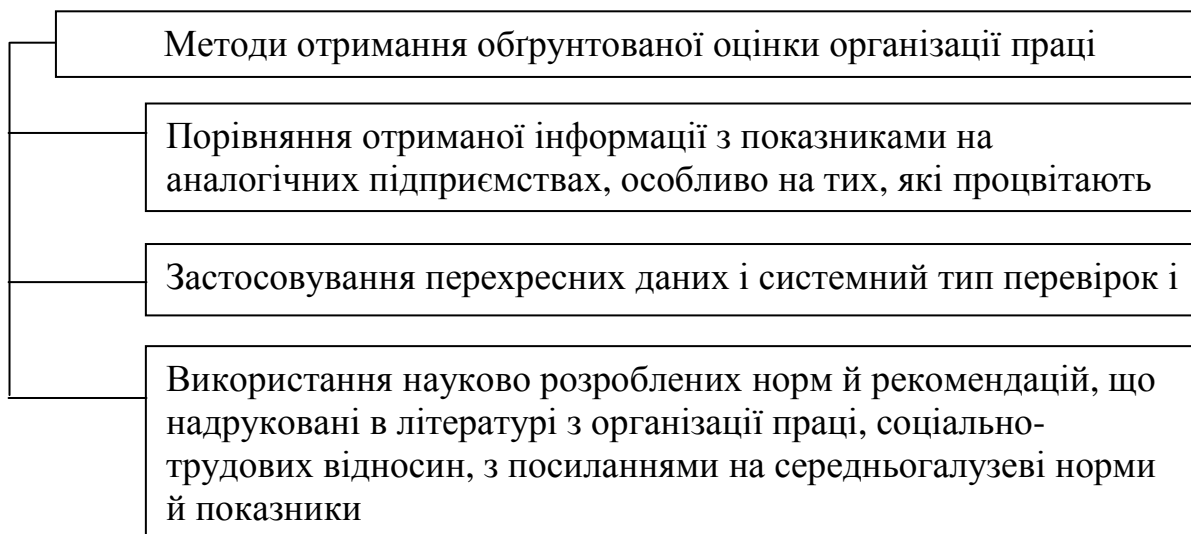 Методи отримання обґрунтованої оцінки організації праці
Порівняння отриманої інформації з показниками на
аналогічних підприємствах, особливо на тих, які процвітають
Застосовування перехресних даних і системний тип перевірок і
Використання науково розроблених норм й рекомендацій, що
надруковані в літературі з організації праці, соціально-
трудових відносин, з посиланнями на середньогалузеві норми
й показники